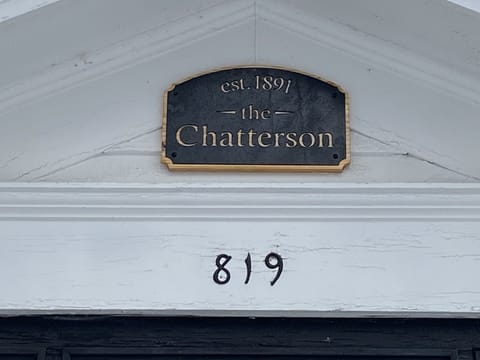 est. 1891
the
Chatterson
819